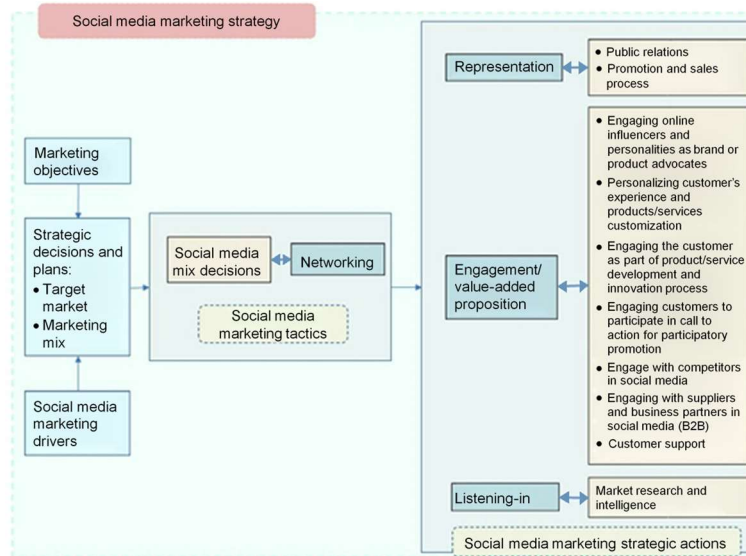 Social media marketing strategy
Marketing
objectives
Strategic
decisions and
plans:
• Target
market
• Marketing
mix
Social media
marketing
drivers
Social media
mix decisions
Networking
Social media
marketing tactics
Representation
• Public relations
• Promotion and sales
process
Engagement/
value-added
proposition
• Engaging online
influencers and
personalities as brand or
product advocates
• Personalizing customer's
experience and
products/services
customization
• Engaging the customer
as part of product/service
development and
innovation process
• Engaging customers to
participate in call to
action for participatory
promotion
• Engage with competitors
in social media
• Engaging with suppliers
and business partners in
social media (B2B)
• Customer support
Listening-in
Market research and
intelligence
Social media marketing strategic actions